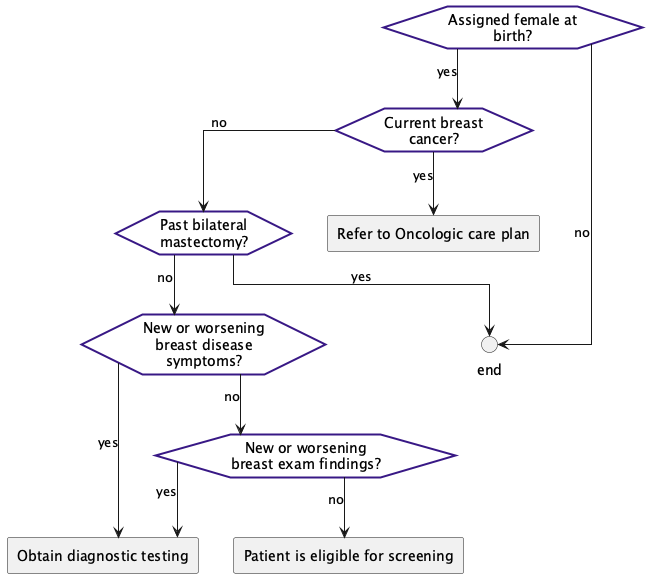 Assigned female at
birth?
yes
Current breast
cancer?
no
yes
Past bilateral
mastectomy?
Refer to Oncologic care plan
no
no
yes
New or worsening
breast disease
symptoms?
end
no
yes
New or worsening
breast exam findings?
yes
no
Obtain diagnostic testing
Patient is eligible for screening